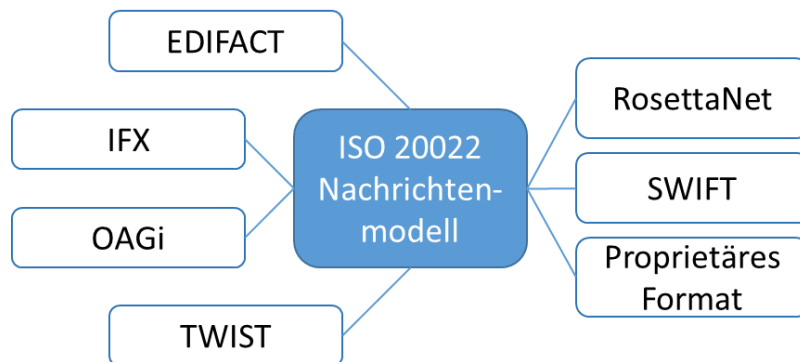 EDIFACT
IFX
OAGi
TWIST
ISO 20022
Nachrichten-
modell
RosettaNet
SWIFT
Proprietäres
Format